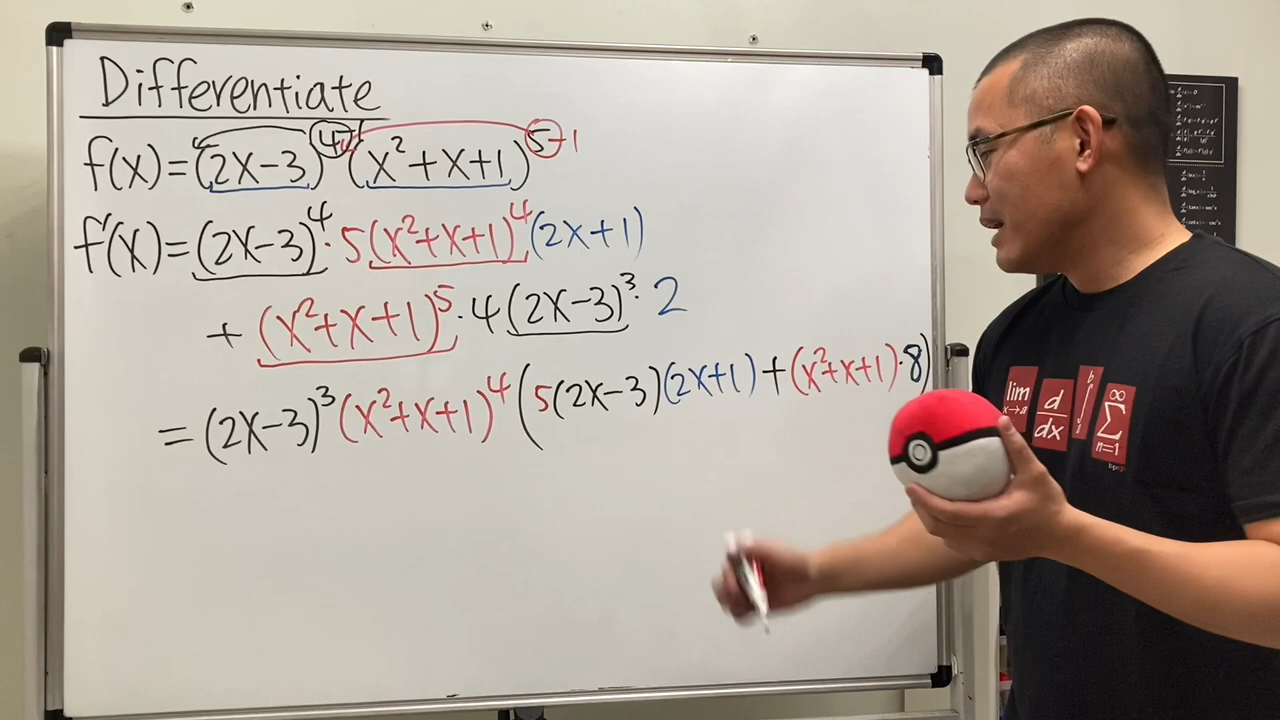 Differentiate
f(x)=(2x-3)⁴⁻¹(x²+x+1)⁵⁻¹
f'(x)=(2x-3)⁴·5(x²+x+1)⁴(2x+1)
+(x²+x+1)⁵·4(2x-3)³·2
=(2x-3)³(x²+x+1)⁴(5(2x-3)(2x+1)+(x²+x+1)·8)
lim x→a d/dx ∫ b a ∑ ∞ n=1